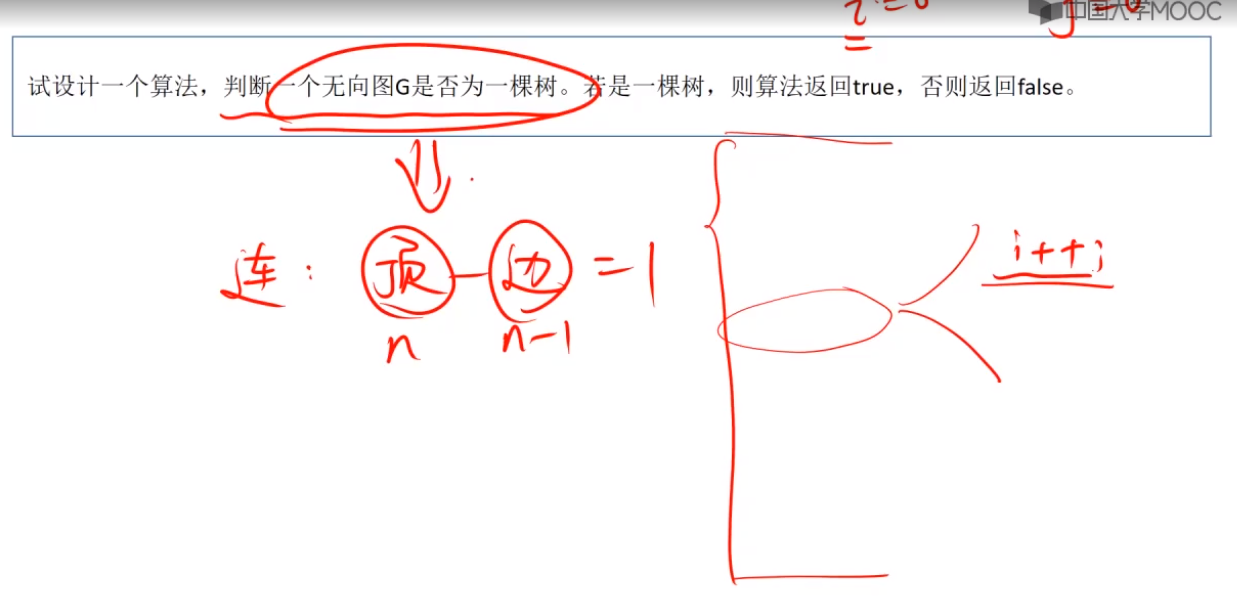 i=0 j=0
中国大学MOOC
试设计一个算法，判断一个无向图G是否为一棵树。若是一棵树，则算法返回true，否则返回false。
连： 顶－边＝1
n n-1
i++;